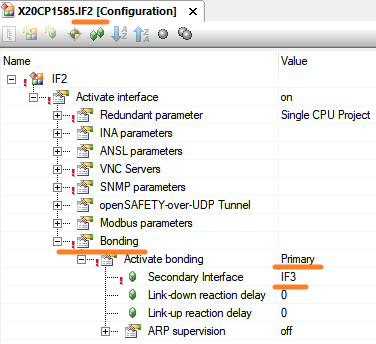 X20CP1585.IF2 [Configuration]
Name Value
IF2
Activate interface on
Redundant parameter Single CPU Project
INA parameters
ANSL parameters
VNC Servers
SNMP parameters
openSAFETY-over-UDP Tunnel
Modbus parameters
Bonding
Activate bonding Primary
Secondary Interface IF3
Link-down reaction delay 0
Link-up reaction delay 0
ARP supervision off